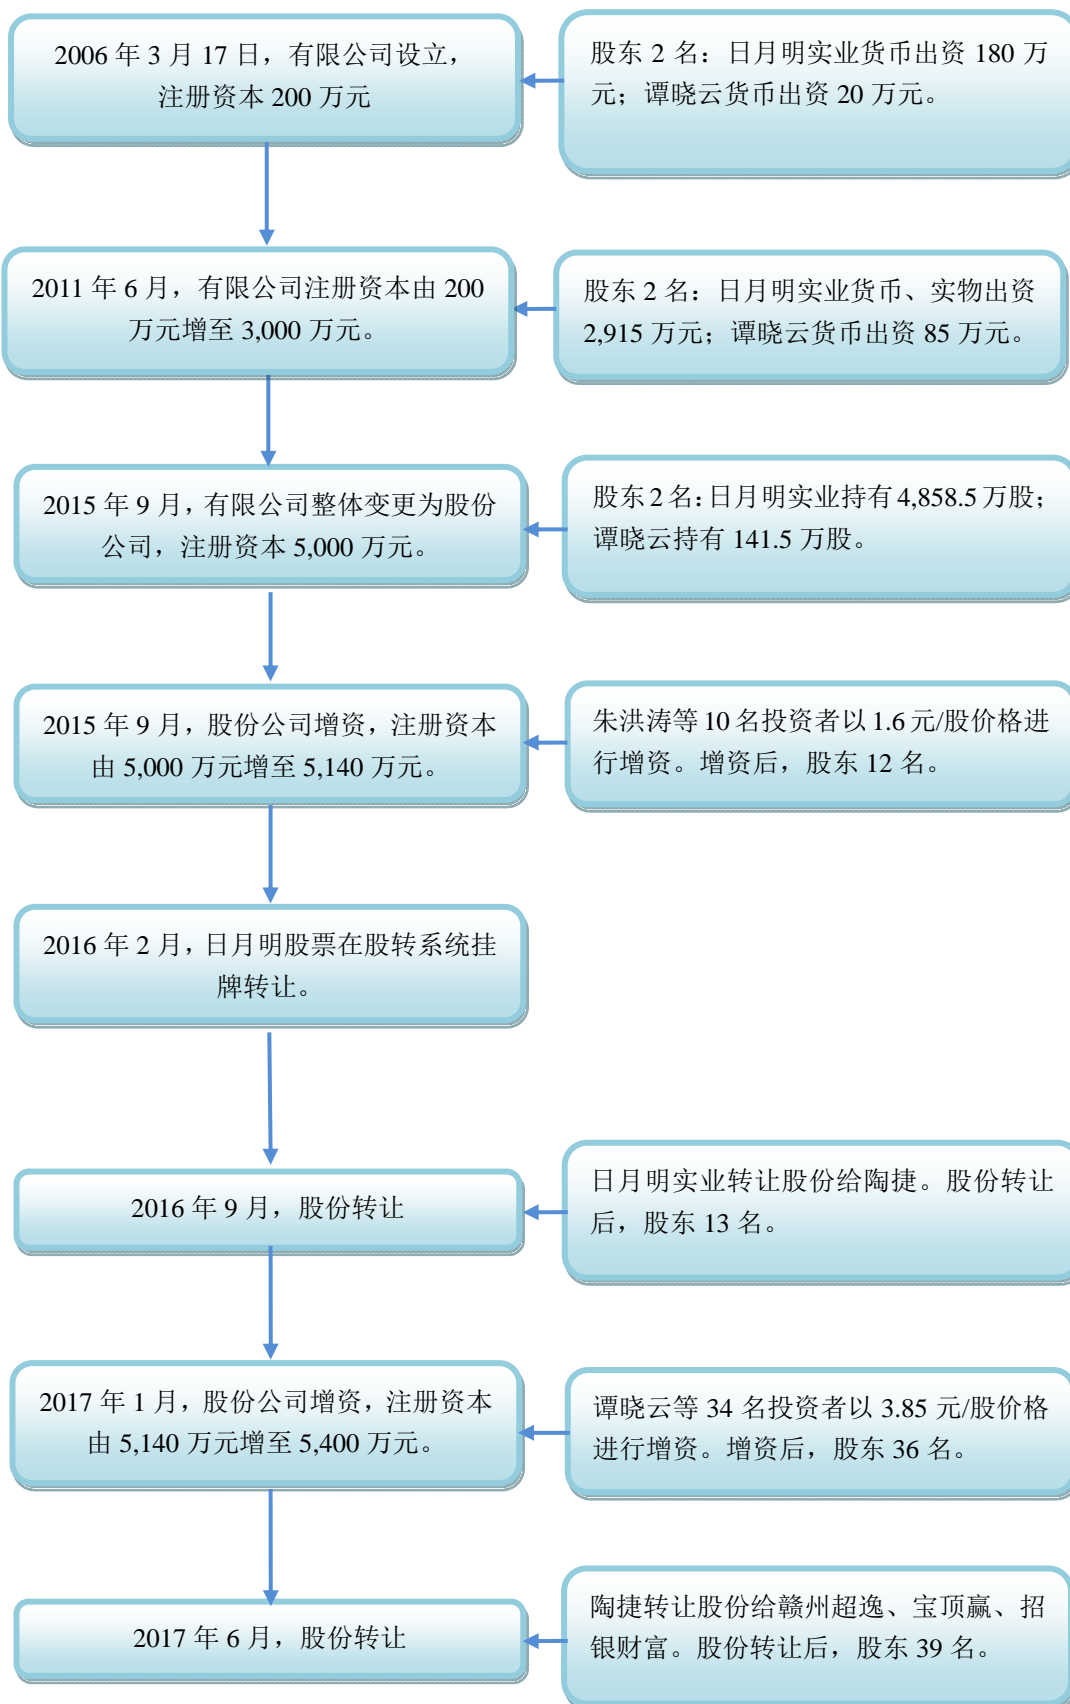 2006 年 3 月 17 日，有限公司设立，
注册资本 200 万元
股东 2 名：日月明实业货币出资 180 万
元；谭晓云货币出资 20 万元。
2011 年 6 月，有限公司注册资本由 200
万元增至 3,000 万元。
股东 2 名：日月明实业货币、实物出资
2,915 万元；谭晓云货币出资 85 万元。
2015 年 9 月，有限公司整体变更为股份
公司，注册资本 5,000 万元。
股东 2 名：日月明实业持有 4,858.5 万股；
谭晓云持有 141.5 万股。
2015 年 9 月，股份公司增资，注册资本
由 5,000 万元增至 5,140 万元。
朱洪涛等 10 名投资者以 1.6 元/股价格进
行增资。增资后，股东 12 名。
2016 年 2 月，日月明股票在股转系统挂
牌转让。
2016 年 9 月，股份转让
日月明实业转让股份给陶捷。股份转让
后，股东 13 名。
2017 年 1 月，股份公司增资，注册资本
由 5,140 万元增至 5,400 万元。
谭晓云等 34 名投资者以 3.85 元/股价格
进行增资。增资后，股东 36 名。
2017 年 6 月，股份转让
陶捷转让股份给赣州超逸、宝顶赢、招
银财富。股份转让后，股东 39 名。